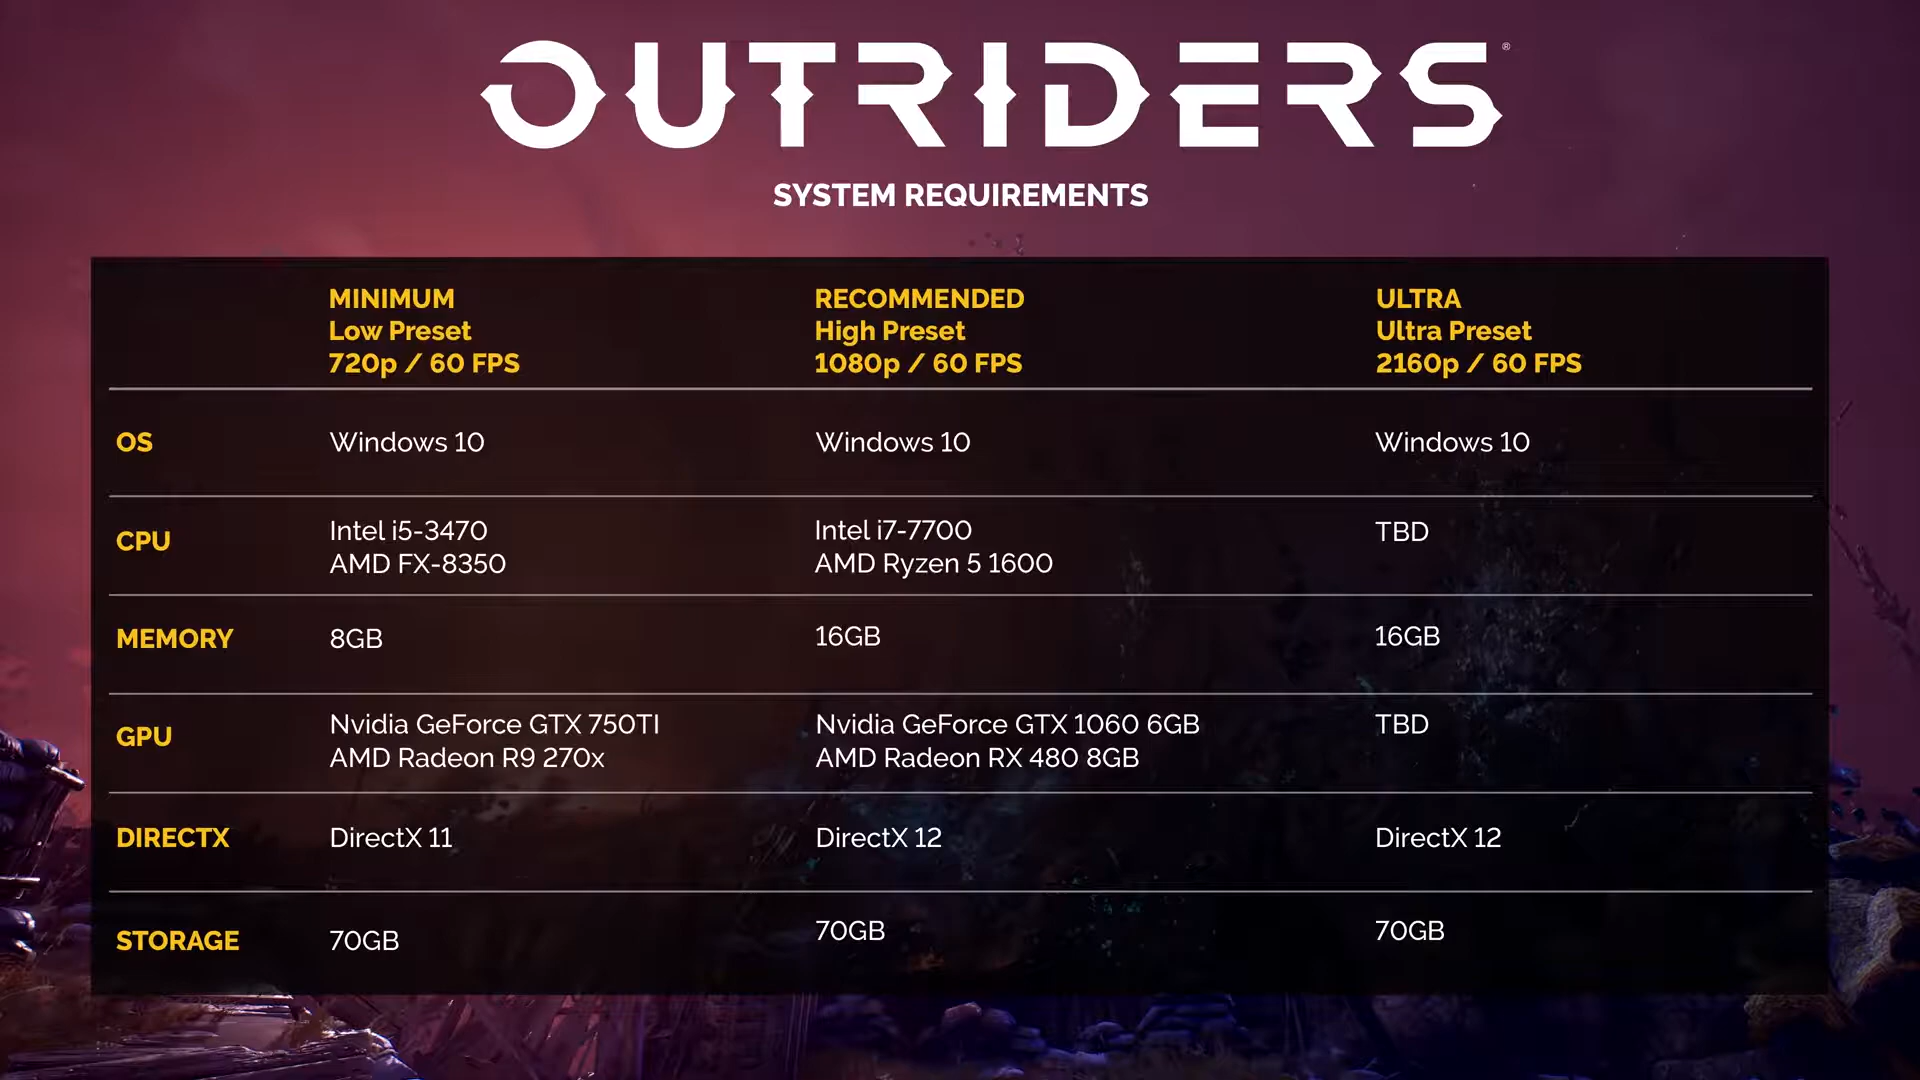 OUTRIDERS®
SYSTEM REQUIREMENTS
MINIMUM RECOMMENDED ULTRA
Low Preset High Preset Ultra Preset
720p / 60 FPS 1080p / 60 FPS 2160p / 60 FPS
OS Windows 10 Windows 10 Windows 10
CPU Intel i5-3470 Intel i7-7700 TBD
AMD FX-8350 AMD Ryzen 5 1600
MEMORY 8GB 16GB 16GB
GPU Nvidia GeForce GTX 750TI Nvidia GeForce GTX 1060 6GB TBD
AMD Radeon R9 270x AMD Radeon RX 480 8GB
DIRECTX DirectX 11 DirectX 12 DirectX 12
STORAGE 70GB 70GB 70GB